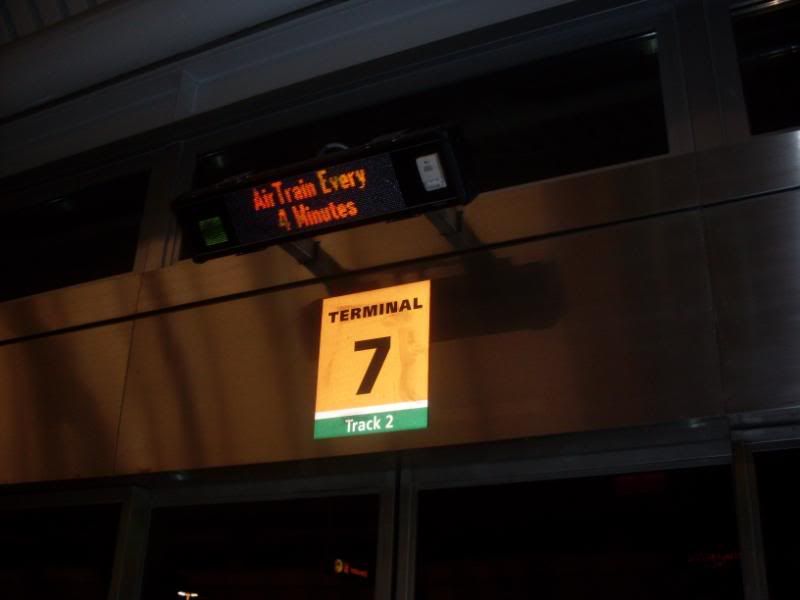 AirTrain Every
4 Minutes
TERMINAL
7
Track 2